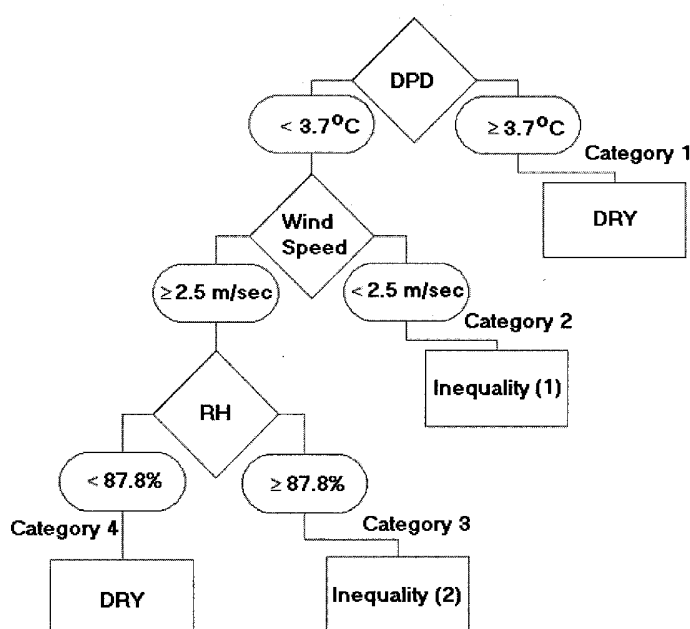 DPD
< 3.7°C
≥ 3.7°C
Category 1
DRY
Wind
Speed
≥ 2.5 m/sec
< 2.5 m/sec
Category 2
Inequality (1)
RH
< 87.8%
≥ 87.8%
Category 4
Category 3
DRY
Inequality (2)